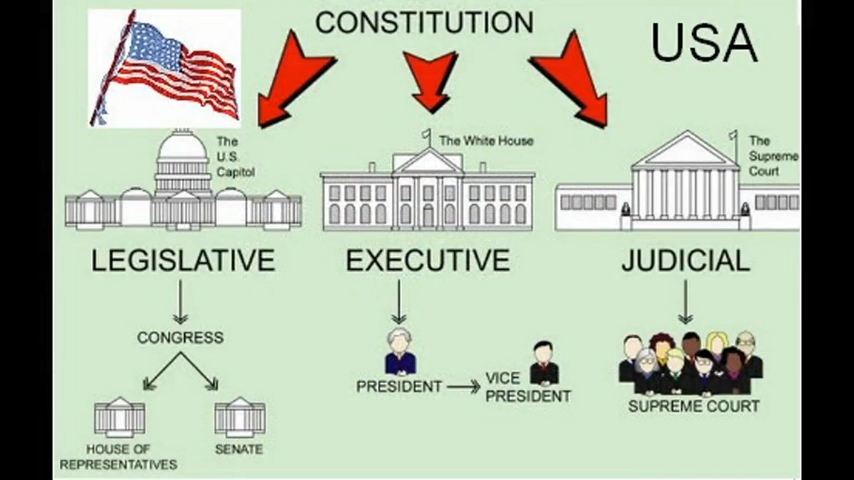 CONSTITUTION
USA
The
U.S.
Capitol
The White House
The
Supreme
Court
LEGISLATIVE
EXECUTIVE
JUDICIAL
CONGRESS
PRESIDENT
VICE
PRESIDENT
SUPREME COURT
HOUSE OF
REPRESENTATIVES
SENATE